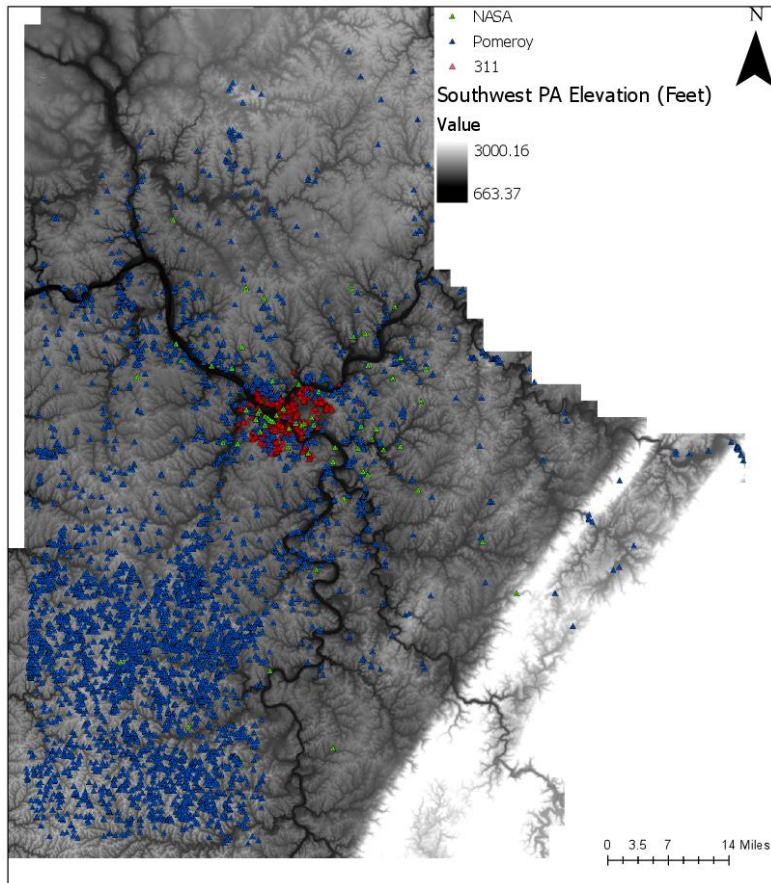 NASA
Pomeroy
311
N
Southwest PA Elevation (Feet)
Value
3000.16
663.37
0 3.5 7 14 Miles